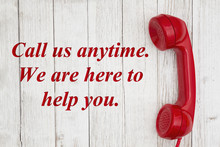 Call us anytime.
We are here to
help you.